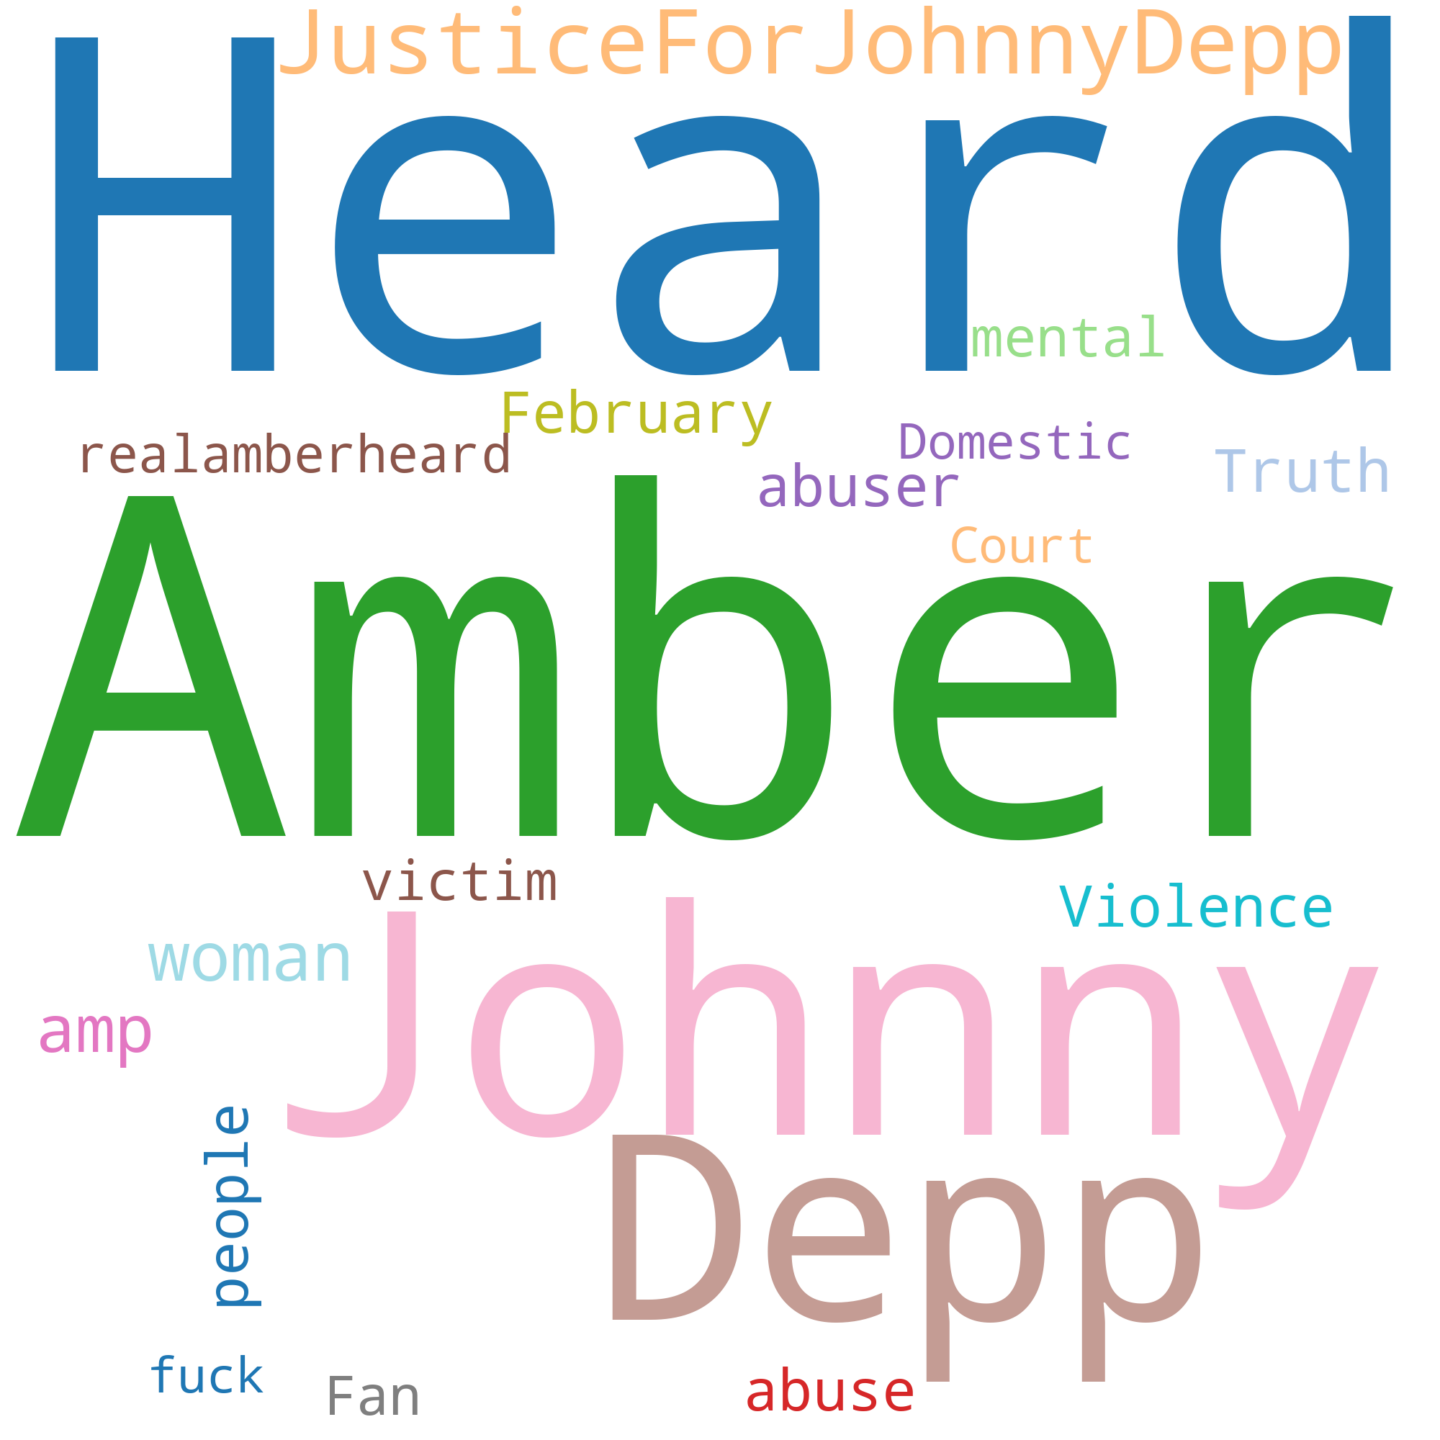 JusticeForJohnnyDepp
Heard
mental
February
realamberheard
Domestic
abuser
Truth
Court
Amber
victim
Violence
woman
Johnny
amp
people
Depp
fuck
Fan
abuse